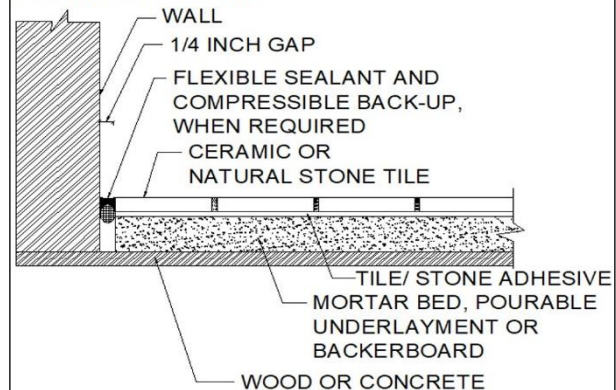 WALL
1/4 INCH GAP
FLEXIBLE SEALANT AND
COMPRESSIBLE BACK-UP,
WHEN REQUIRED
CERAMIC OR
NATURAL STONE TILE
TILE/ STONE ADHESIVE
MORTAR BED, POURABLE
UNDERLAYMENT OR
BACKERBOARD
WOOD OR CONCRETE